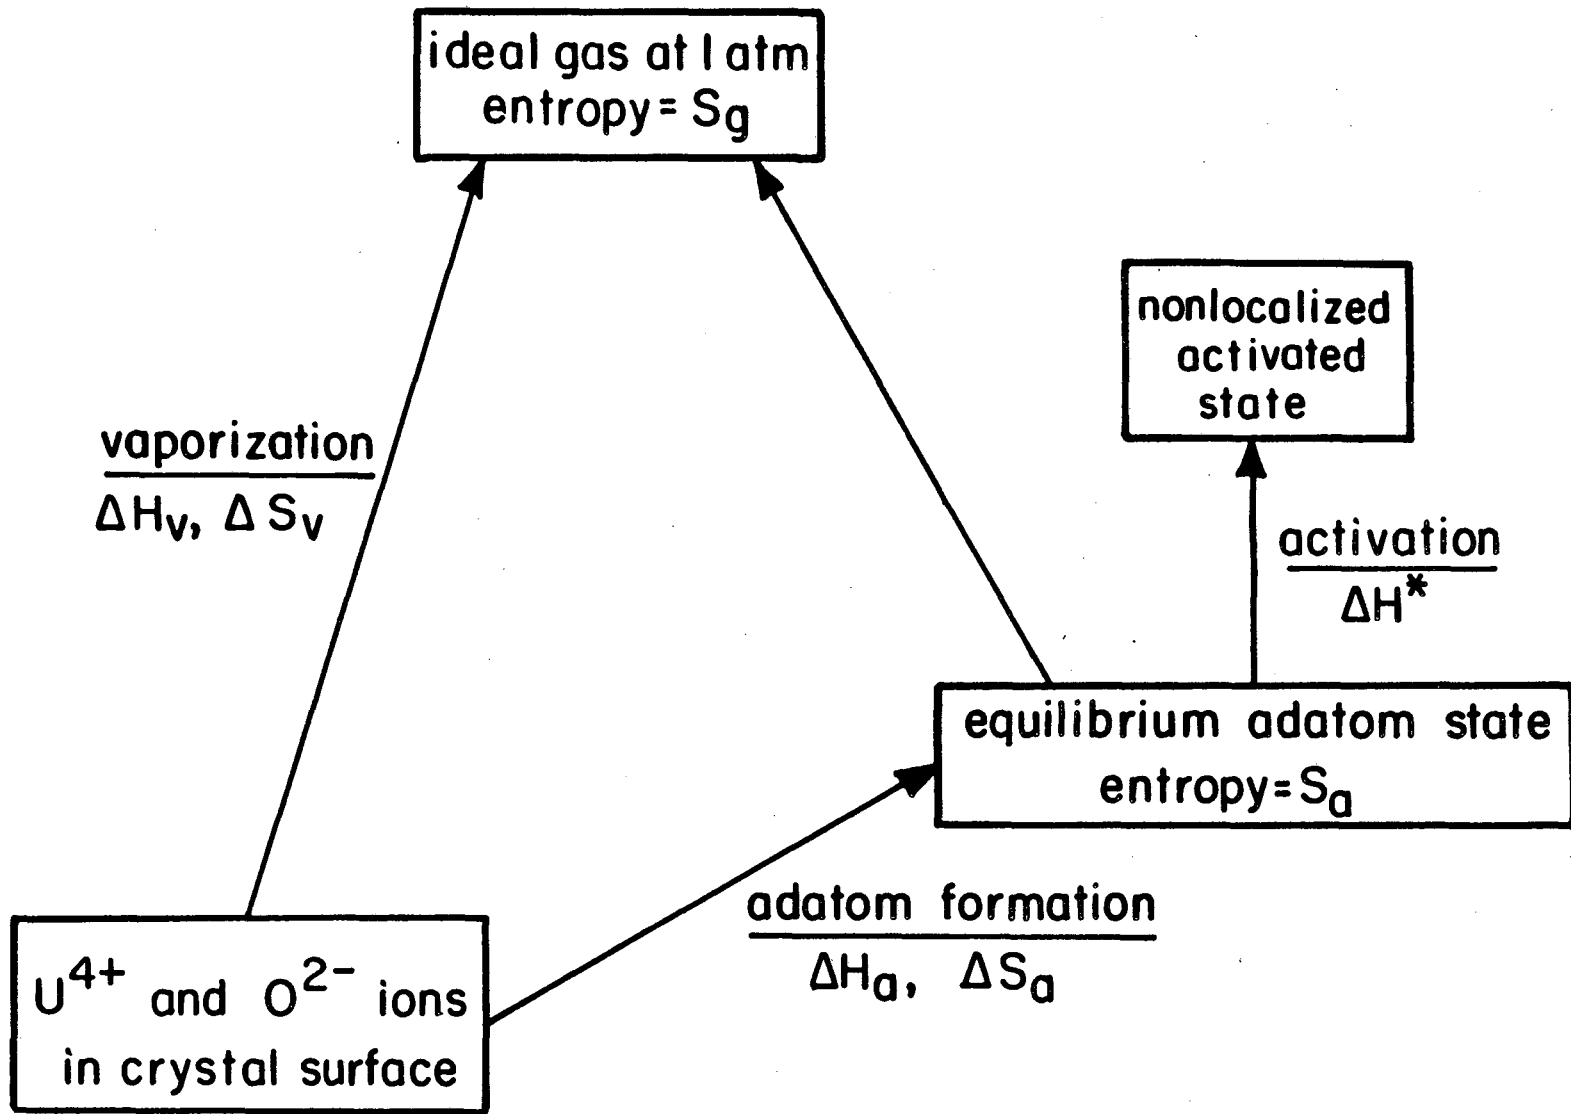 ideal gas at 1 atm
entropy = Sg
nonlocalized
activated
state
vaporization
ΔHv, ΔSv
activation
ΔH*
equilibrium adatom state
entropy = Sa
adatom formation
ΔHa, ΔSa
U⁴⁺ and O²⁻ ions
in crystal surface